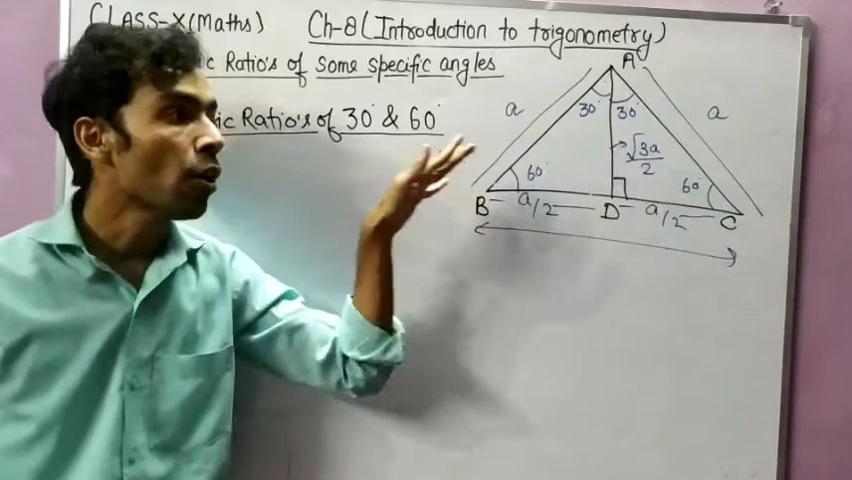 CLASS-X(Maths) Ch-8(Introduction to trigonometry)
ic Ratio's of some specific angles
ic Ratio's of 30° & 60°
A
30° 30°
a a
√3a/2
60° 60°
B a/2 D a/2 C